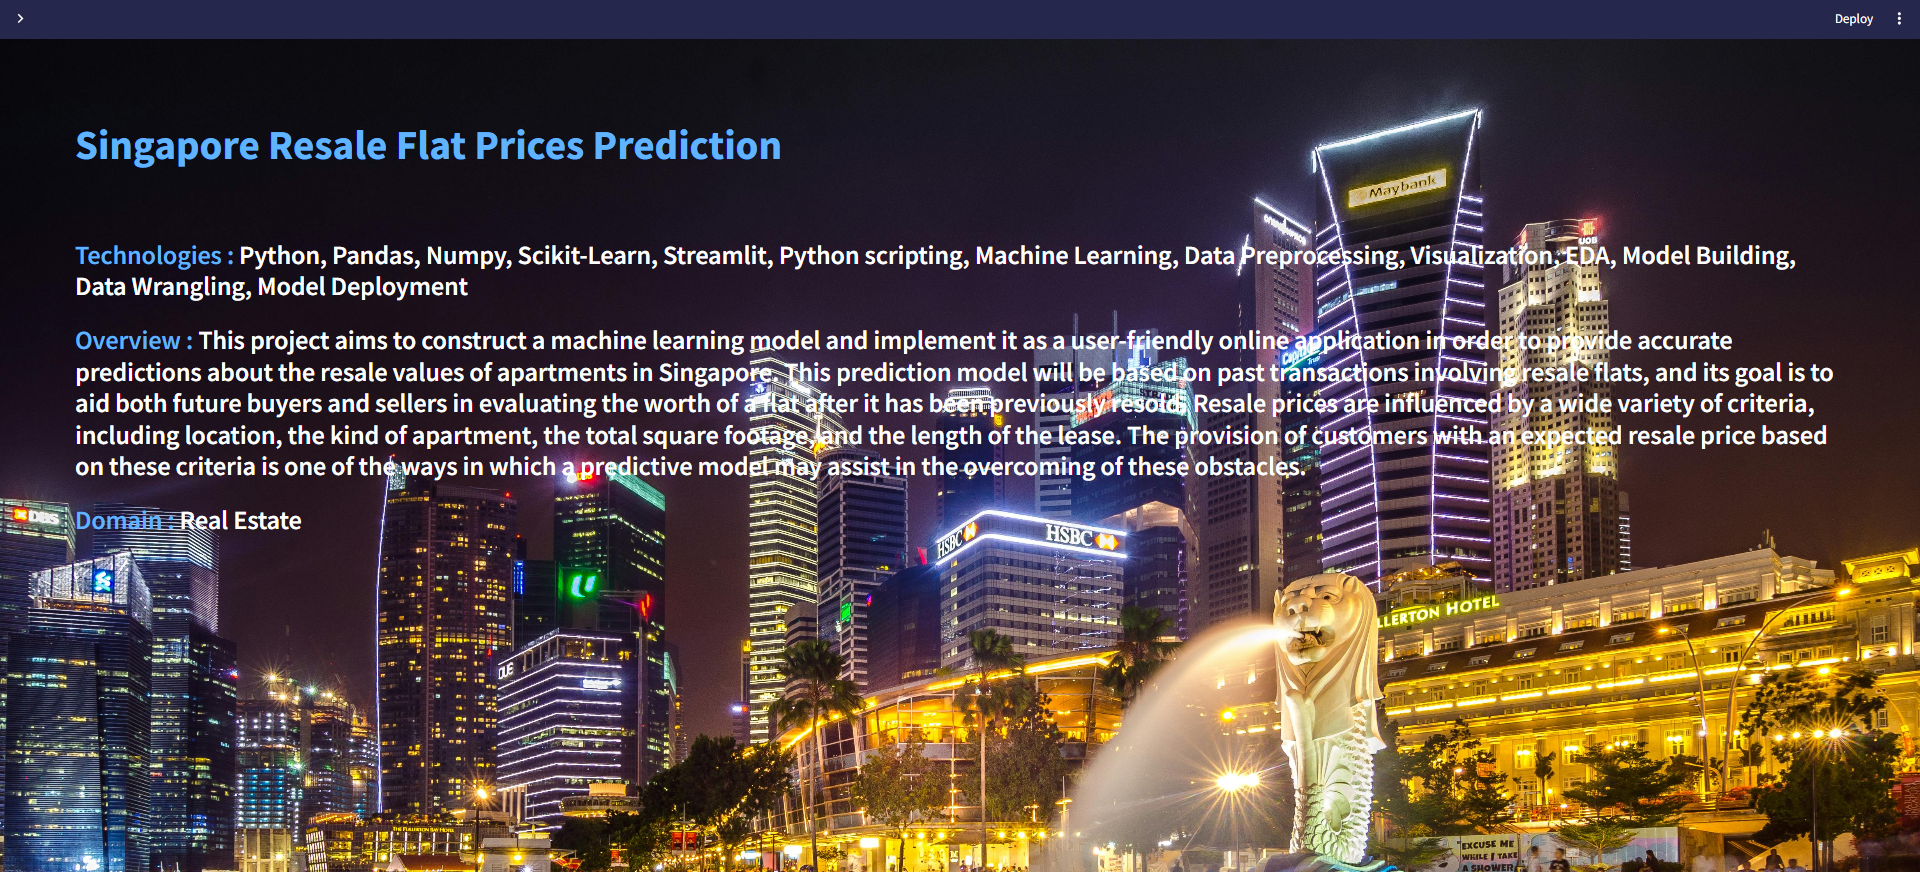 Deploy
Singapore Resale Flat Prices Prediction
Technologies : Python, Pandas, Numpy, Scikit-Learn, Streamlit, Python scripting, Machine Learning, Data Preprocessing, Visualization, EDA, Model Building,
Data Wrangling, Model Deployment
Overview : This project aims to construct a machine learning model and implement it as a user-friendly online application in order to provide accurate
predictions about the resale values of apartments in Singapore. This prediction model will be based on past transactions involving resale flats, and its goal is to
aid both future buyers and sellers in evaluating the worth of a flat after it has been previously resold. Resale prices are influenced by a wide variety of criteria,
including location, the kind of apartment, the total square footage, and the length of the lease. The provision of customers with an expected resale price based
on these criteria is one of the ways in which a predictive model may assist in the overcoming of these obstacles.
Domain : Real Estate
Maybank
UOB
DBS
HSBC
HSBC
LLERTON HOTEL
THE FULLERTON BAY HOTEL
EXCUSE ME
WHILE I TAKE
A SHOWER